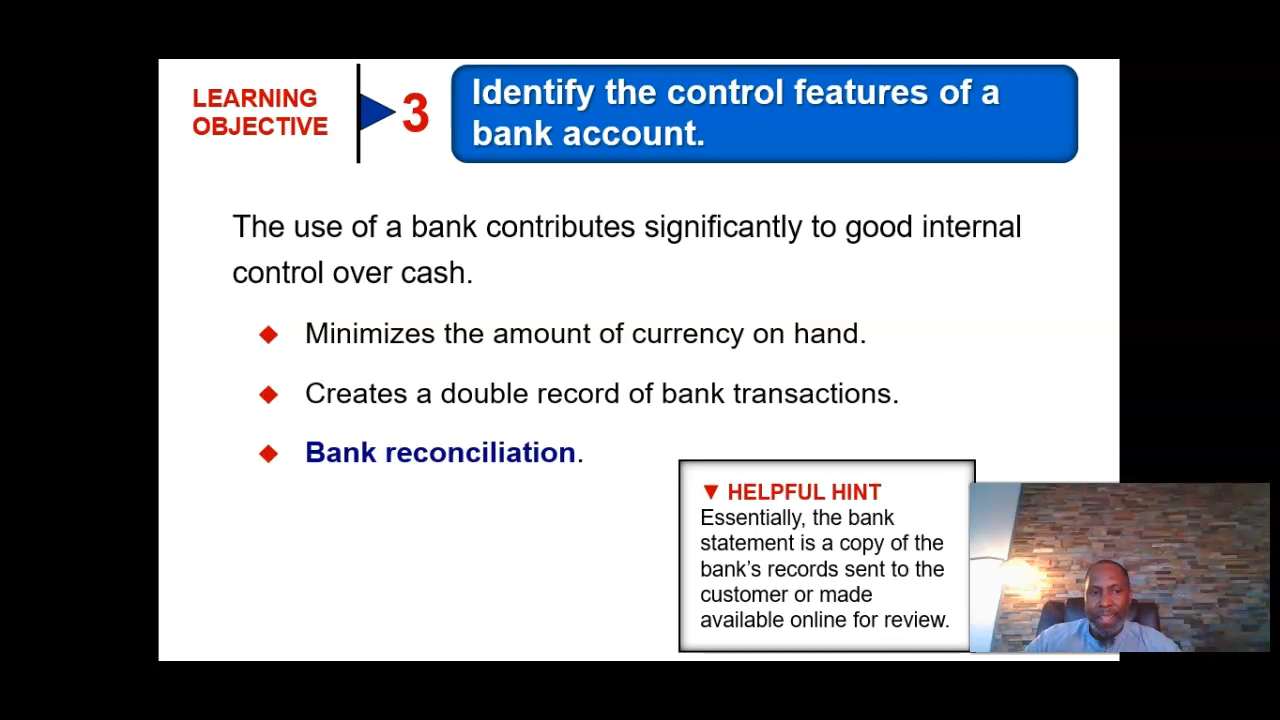 LEARNING
OBJECTIVE
3
Identify the control features of a
bank account.
The use of a bank contributes significantly to good internal
control over cash.
Minimizes the amount of currency on hand.
Creates a double record of bank transactions.
Bank reconciliation.
▼ HELPFUL HINT
Essentially, the bank
statement is a copy of the
bank’s records sent to the
customer or made
available online for review.